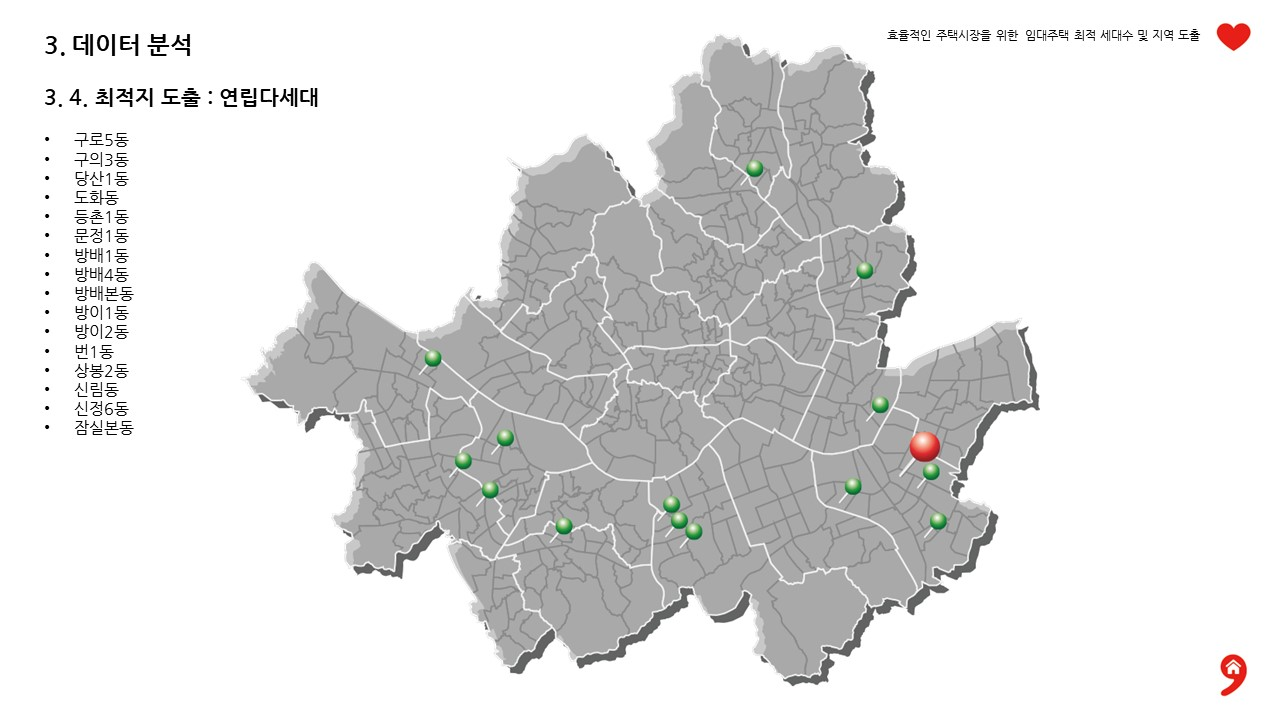 3. 데이터 분석
효율적인 주택시장을 위한 임대주택 최적 세대수 및 지역 도출
3. 4. 최적지 도출 : 연립다세대
• 구로5동
• 구의3동
• 당산1동
• 도화동
• 등촌1동
• 문정1동
• 방배1동
• 방배4동
• 방배본동
• 방이1동
• 방이2동
• 번1동
• 상봉2동
• 신림동
• 신정6동
• 잠실본동